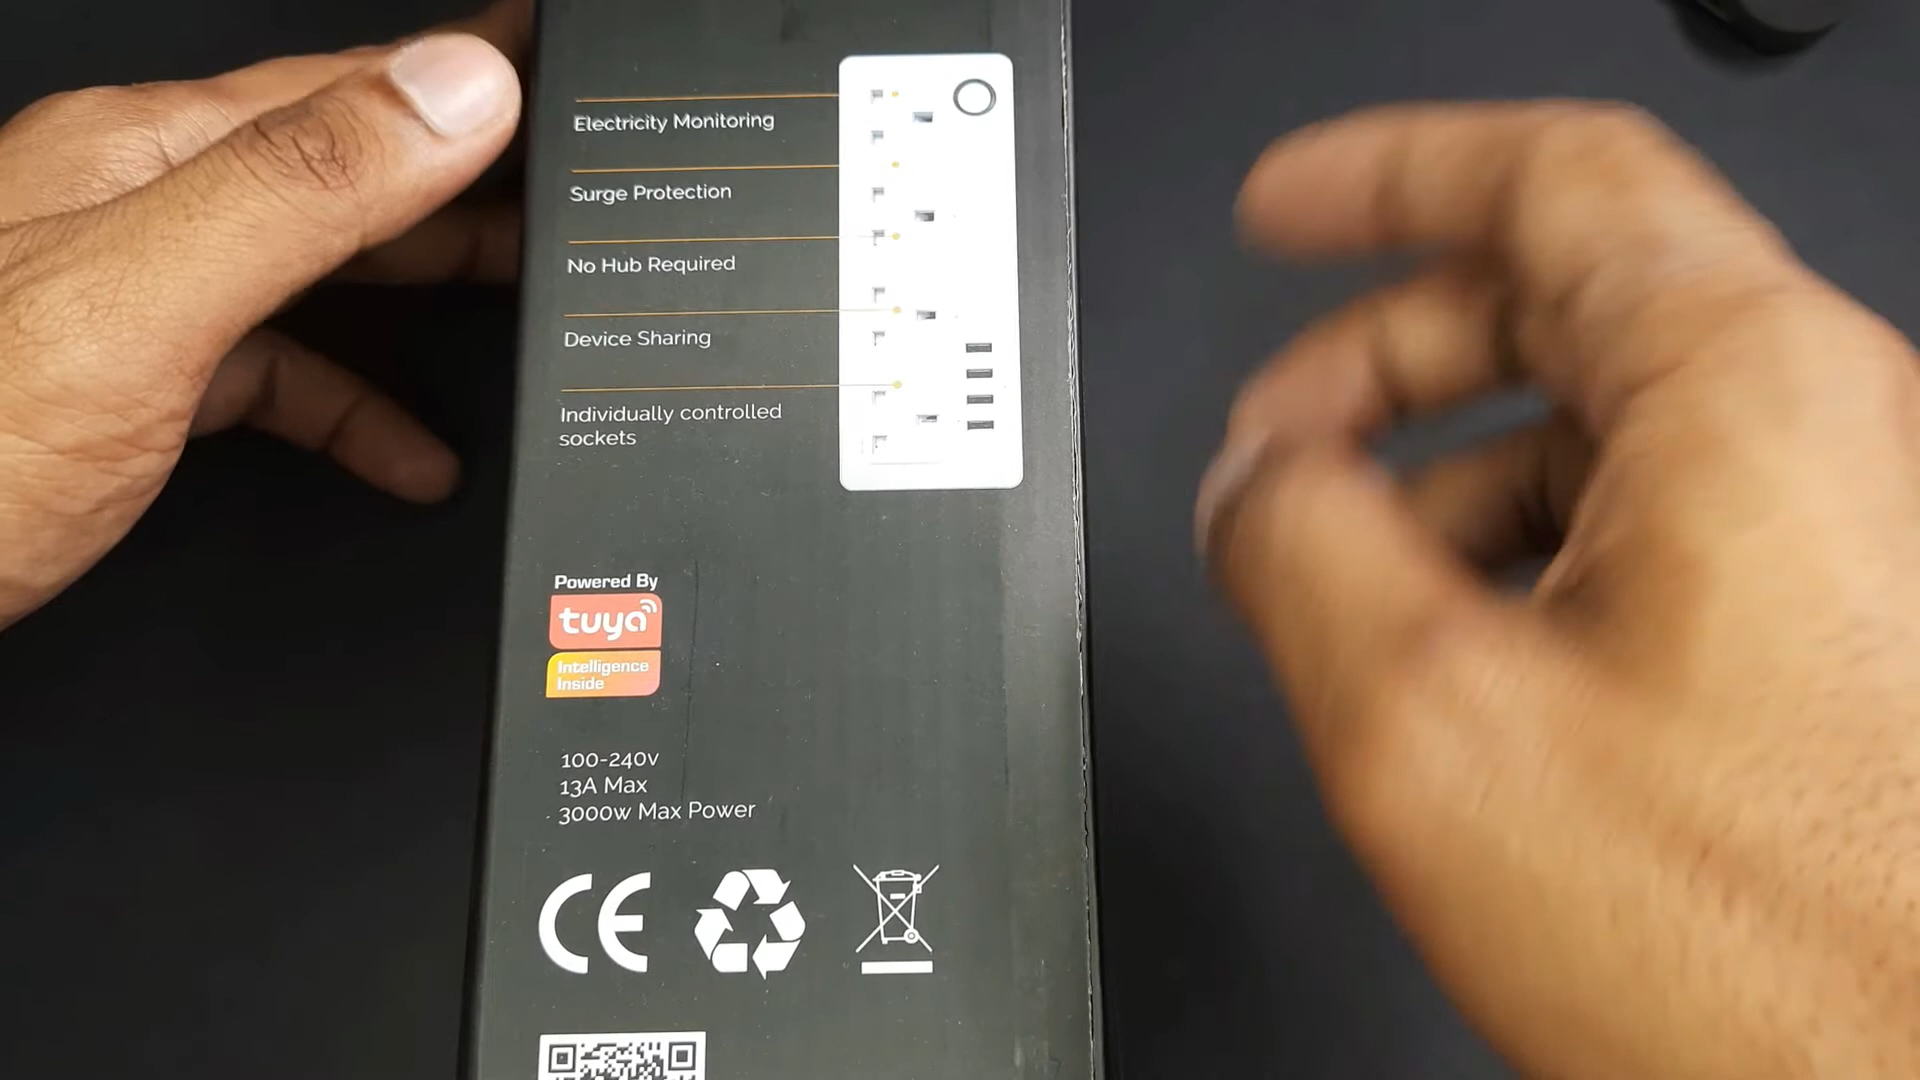 Electricity Monitoring
Surge Protection
No Hub Required
Device Sharing
Individually controlled
sockets
Powered By
tuya
Intelligence
Inside
100-240v
13A Max
3000w Max Power
CE